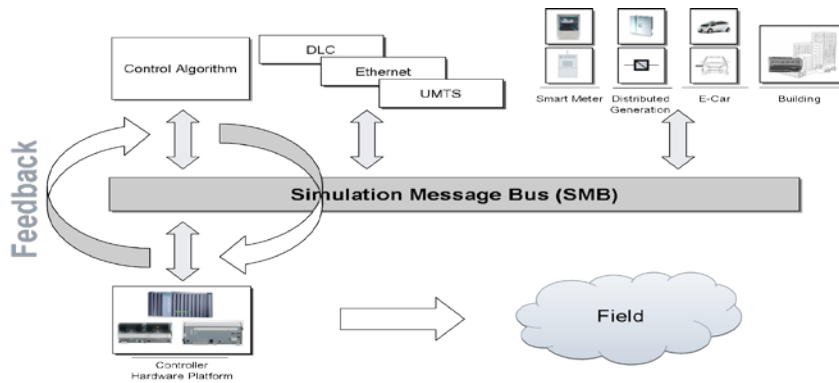 Control Algorithm
DLC
Ethernet
UMTS
Smart Meter
Distributed
Generation
E-Car
Building
Feedback
Simulation Message Bus (SMB)
Controller
Hardware Platform
Field